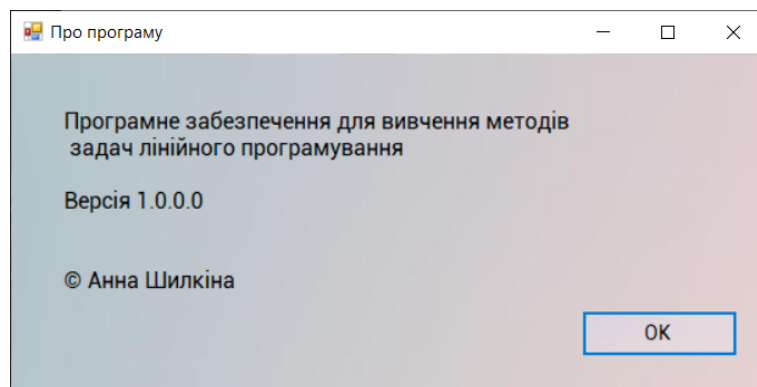 Про програму
Програмне забезпечення для вивчення методів
задач лінійного програмування
Версія 1.0.0.0
© Анна Шилкіна
OK